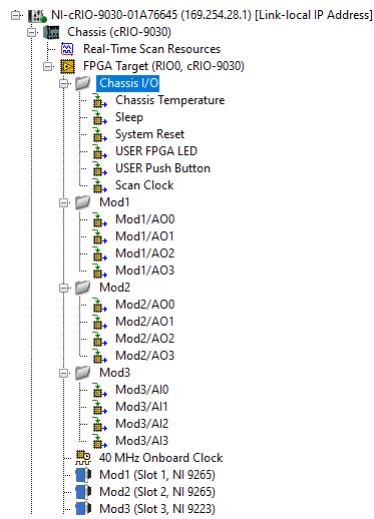 NI-cRIO-9030-01A76645 (169.254.28.1) [Link-local IP Address]
Chassis (cRIO-9030)
Real-Time Scan Resources
FPGA Target (RIO0, cRIO-9030)
Chassis I/O
Chassis Temperature
Sleep
System Reset
USER FPGA LED
USER Push Button
Scan Clock
Mod1
Mod1/AO0
Mod1/AO1
Mod1/AO2
Mod1/AO3
Mod2
Mod2/AO0
Mod2/AO1
Mod2/AO2
Mod2/AO3
Mod3
Mod3/AI0
Mod3/AI1
Mod3/AI2
Mod3/AI3
40 MHz Onboard Clock
Mod1 (Slot 1, NI 9265)
Mod2 (Slot 2, NI 9265)
Mod3 (Slot 3, NI 9223)